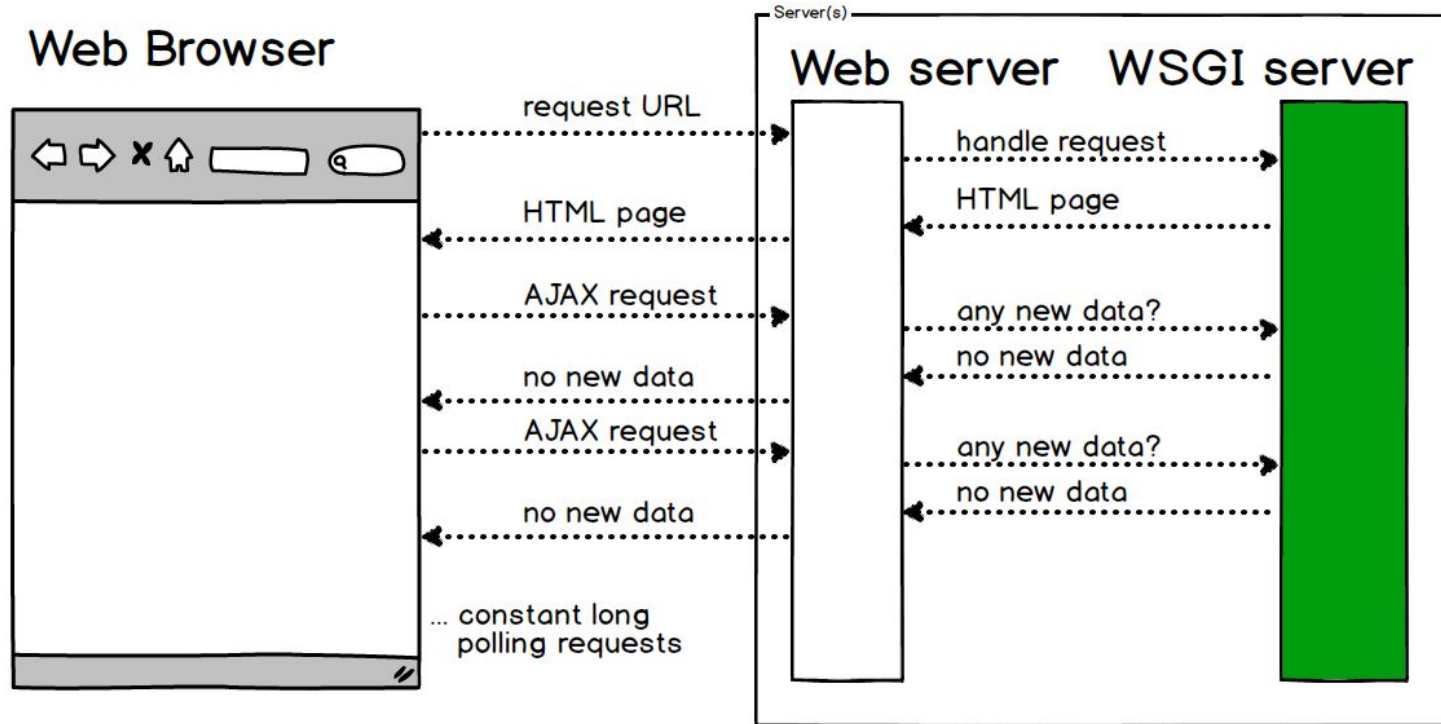 Server(s)
Web Browser
Web server
WSGI server
request URL
handle request
HTML page
HTML page
AJAX request
any new data?
no new data
no new data
AJAX request
any new data?
no new data
no new data
... constant long
polling requests